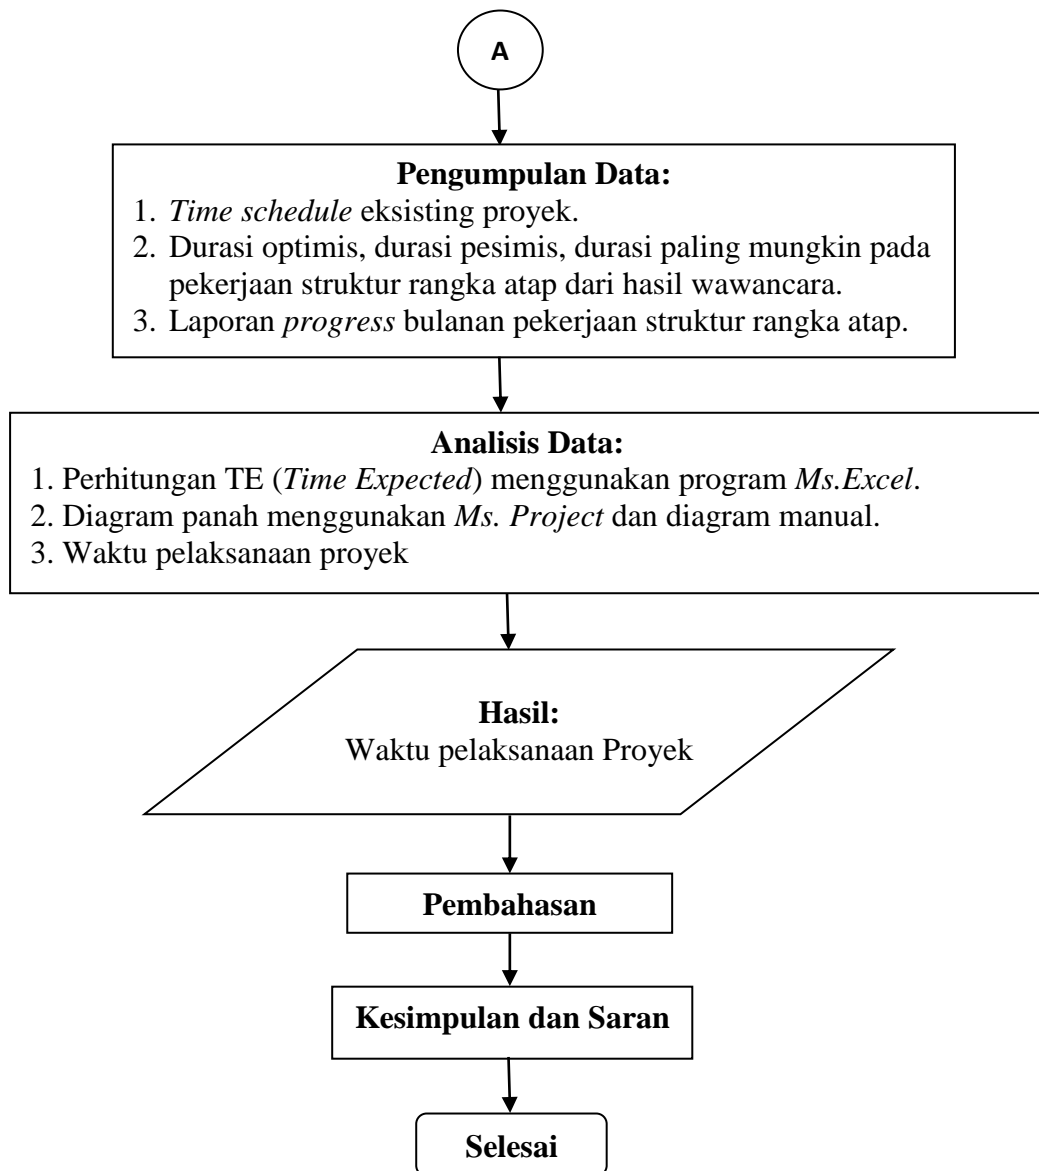 A
Pengumpulan Data:
1. Time schedule eksisting proyek.
2. Durasi optimis, durasi pesimis, durasi paling mungkin pada
pekerjaan struktur rangka atap dari hasil wawancara.
3. Laporan progress bulanan pekerjaan struktur rangka atap.
Analisis Data:
1. Perhitungan TE (Time Expected) menggunakan program Ms.Excel.
2. Diagram panah menggunakan Ms. Project dan diagram manual.
3. Waktu pelaksanaan proyek
Hasil:
Waktu pelaksanaan Proyek
Pembahasan
Kesimpulan dan Saran
Selesai